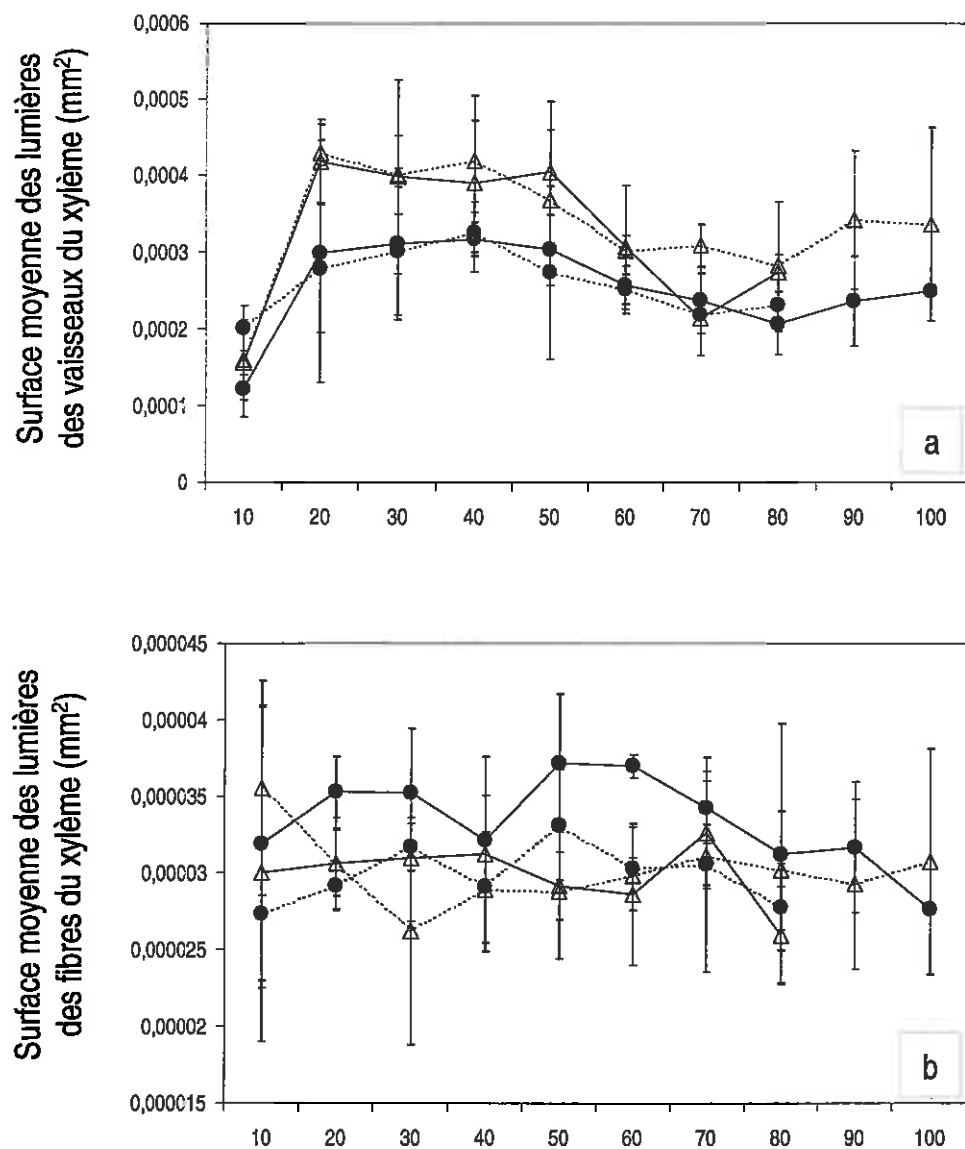 Surface moyenne des lumières
des vaisseaux du xylème (mm²)
0,0006
0,0005
0,0004
0,0003
0,0002
0,0001
0
10 20 30 40 50 60 70 80 90 100
a
Surface moyenne des lumières
des fibres du xylème (mm²)
0,000045
0,00004
0,000035
0,00003
0,000025
0,00002
0,000015
10 20 30 40 50 60 70 80 90 100
b